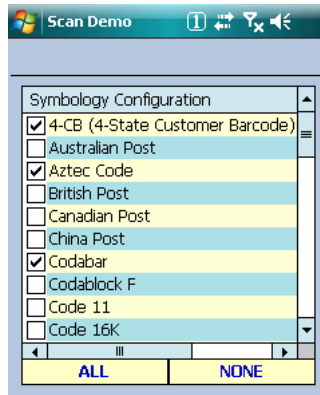 Scan Demo 1
Symbology Configuration
4-CB (4-State Customer Barcode)
Australian Post
Aztec Code
British Post
Canadian Post
China Post
Codabar
Codablock F
Code 11
Code 16K
ALL NONE